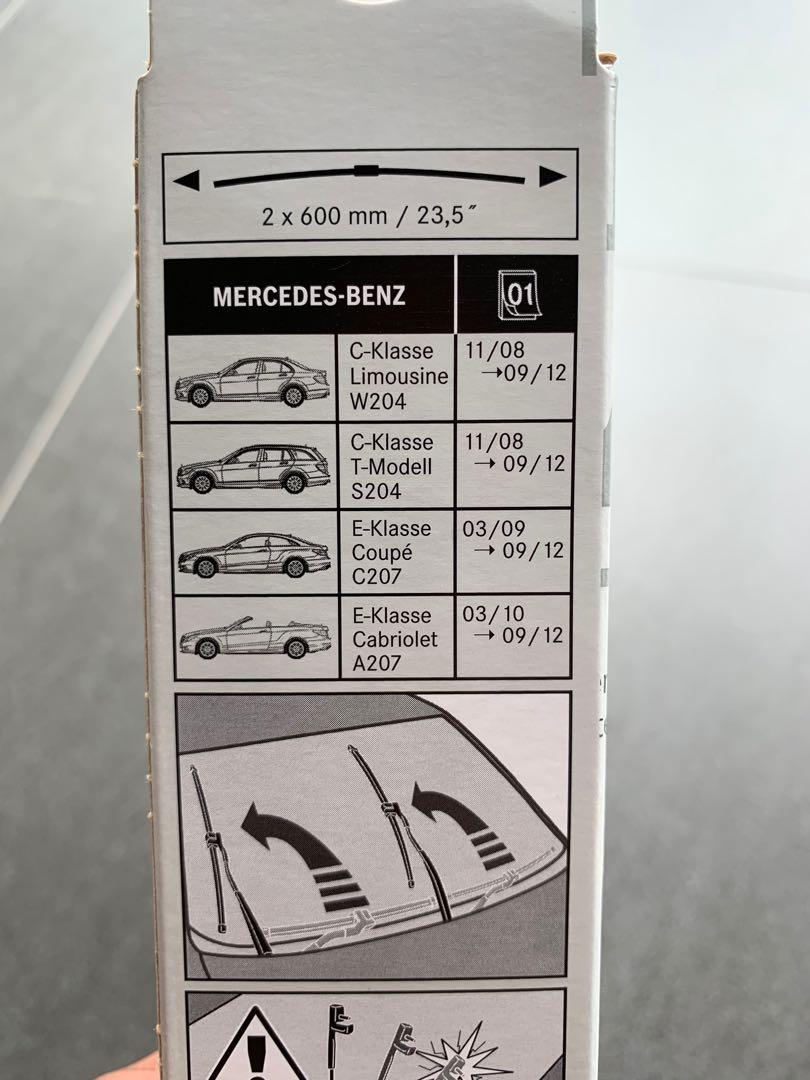 2 x 600 mm / 23,5″
MERCEDES-BENZ
01
C-Klasse
Limousine
W204
11/08
→09/12
C-Klasse
T-Modell
S204
11/08
→ 09/12
E-Klasse
Coupé
C207
03/09
→ 09/12
E-Klasse
Cabriolet
A207
03/10
→ 09/12